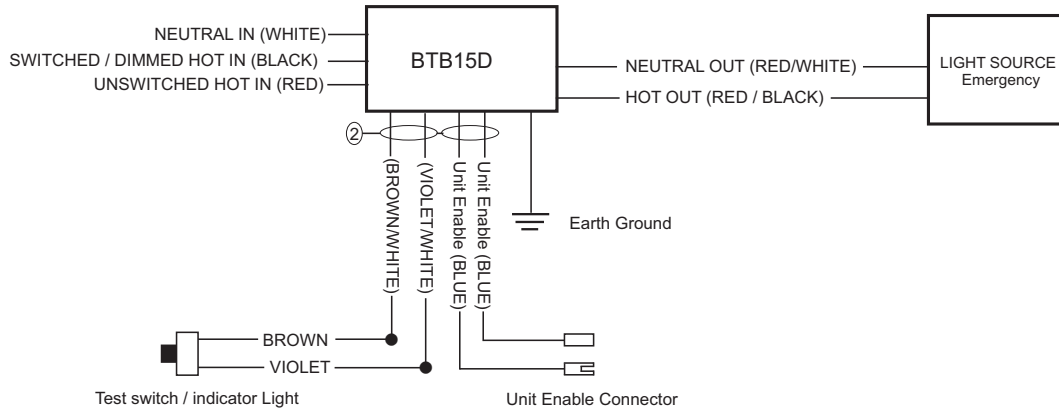 NEUTRAL IN (WHITE)
SWITCHED / DIMMED HOT IN (BLACK)
UNSWITCHED HOT IN (RED)
BTB15D
NEUTRAL OUT (RED/WHITE)
HOT OUT (RED / BLACK)
LIGHT SOURCE
Emergency
2
(BROWN/WHITE)
(VIOLET/WHITE)
Unit Enable (BLUE)
Unit Enable (BLUE)
Earth Ground
BROWN
VIOLET
Test switch / indicator Light
Unit Enable Connector